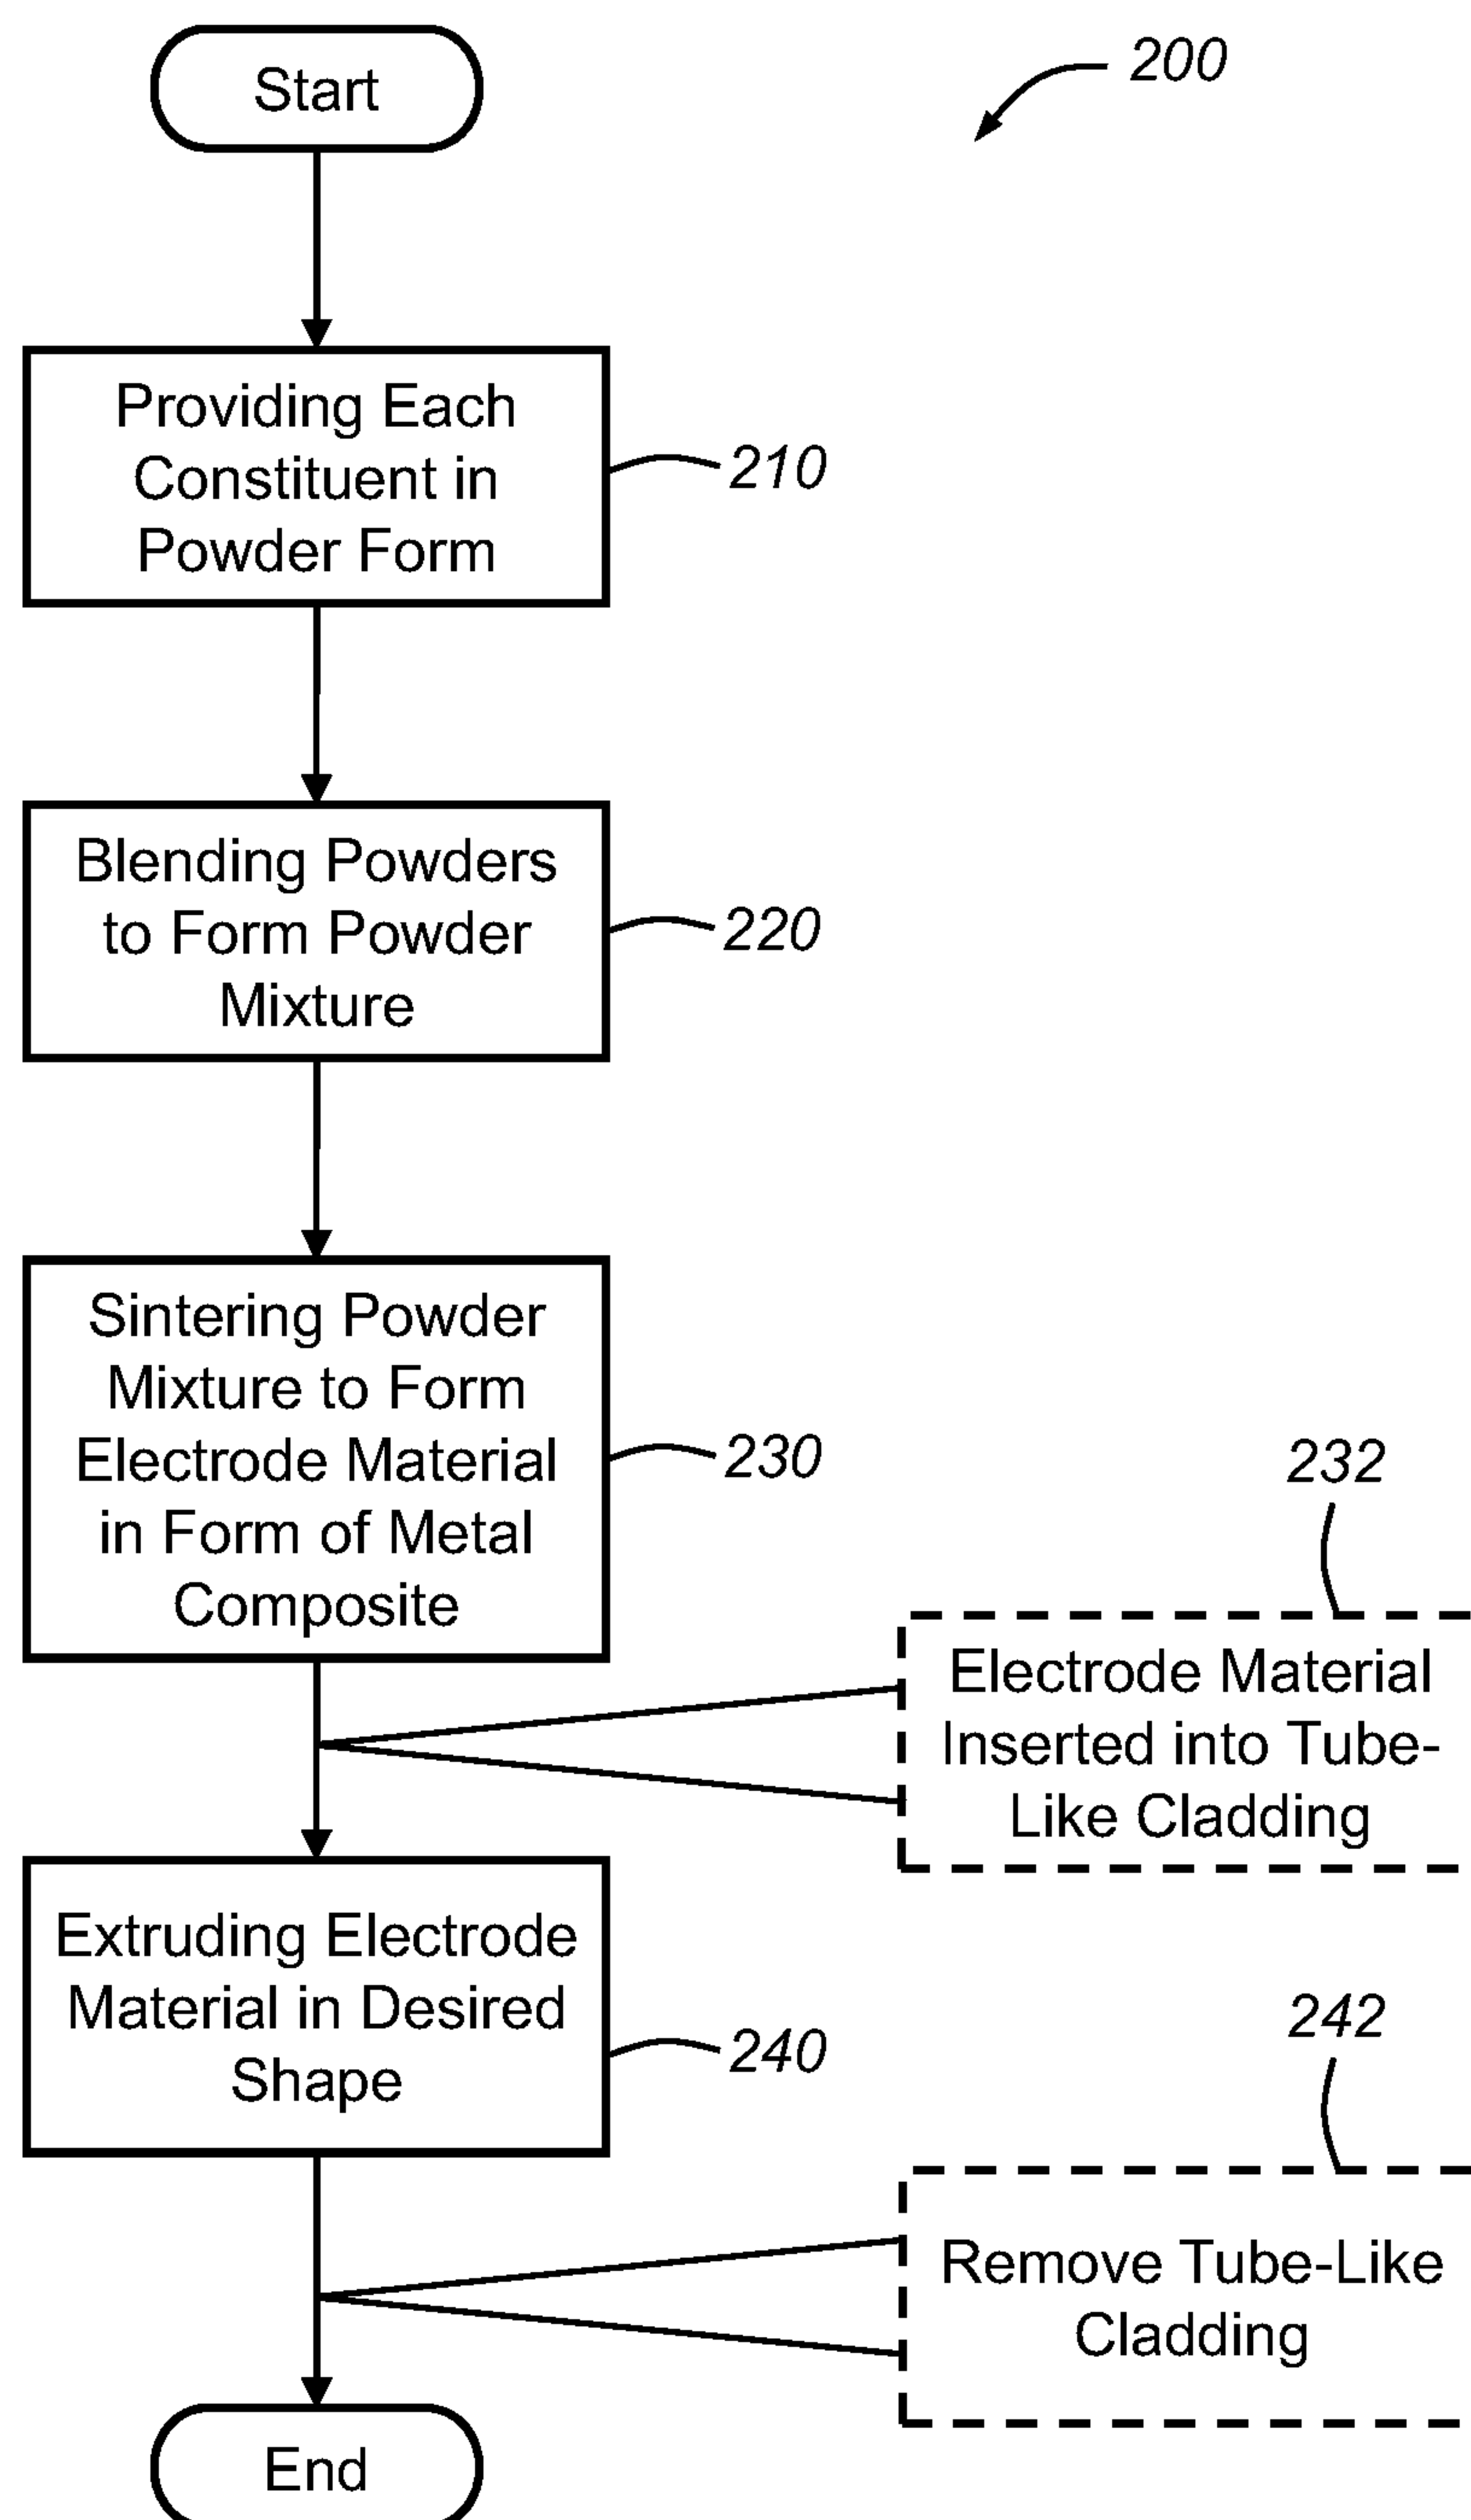 Start
200
Providing Each
Constituent in
Powder Form
210
Blending Powders
to Form Powder
Mixture
220
Sintering Powder
Mixture to Form
Electrode Material
in Form of Metal
Composite
230
232
Electrode Material
Inserted into Tube-
Like Cladding
Extruding Electrode
Material in Desired
Shape
240
242
Remove Tube-Like
Cladding
End